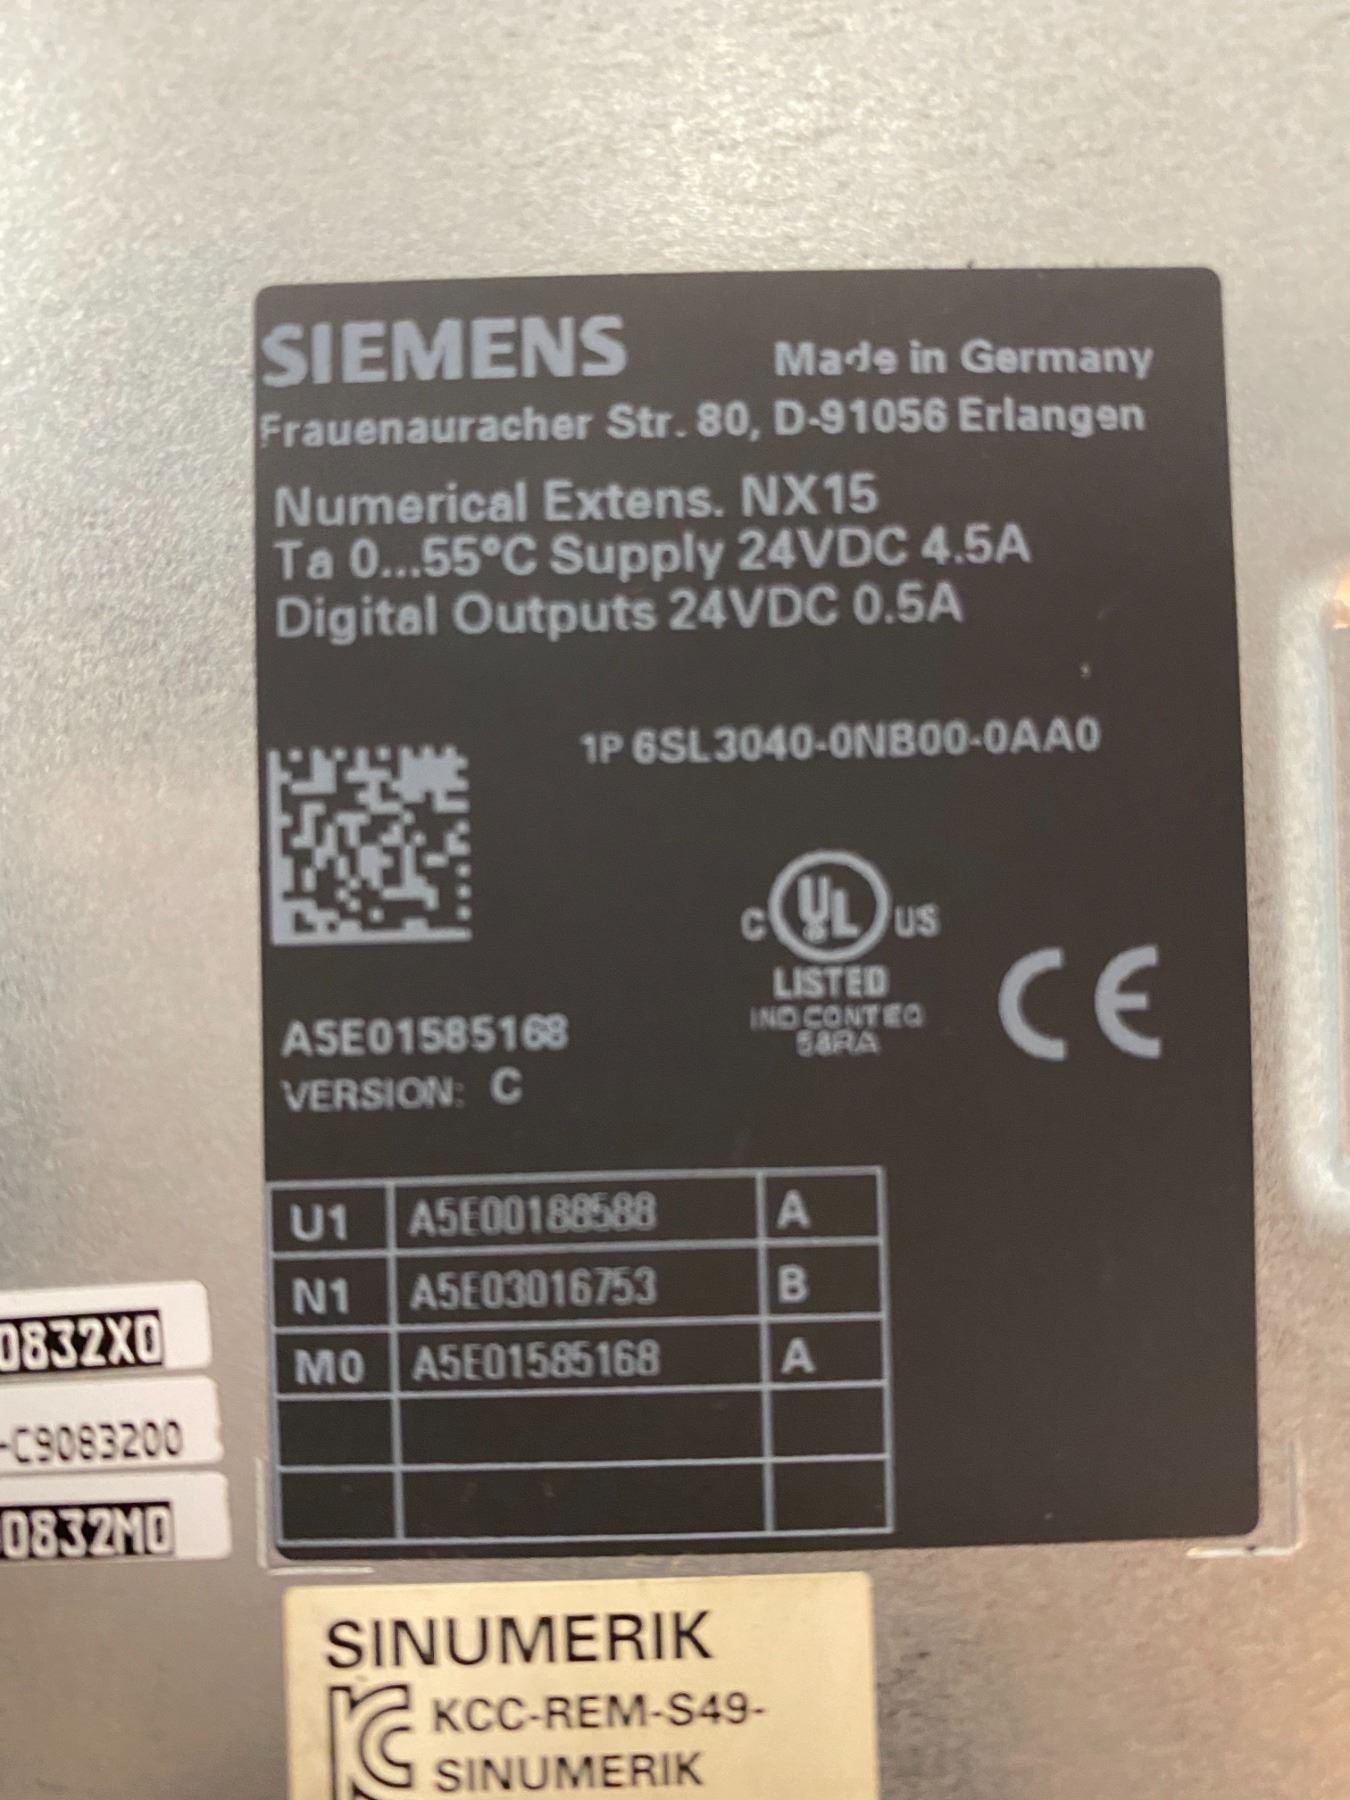 SIEMENS Made in Germany
Frauenauracher Str. 80, D-91056 Erlangen
Numerical Extens. NX15
Ta 0...55°C Supply 24VDC 4.5A
Digital Outputs 24VDC 0.5A
1P 6SL3040-0NB00-0AA0
C UL US
LISTED
IND CONT EQ
58RA
CE
A5E01585168
VERSION: C
U1 A5E00188588 A
N1 A5E03016753 B
M0 A5E01585168 A
0832X0
-C9083200
0832M0
SINUMERIK
KCC-REM-S49-
SINUMERIK